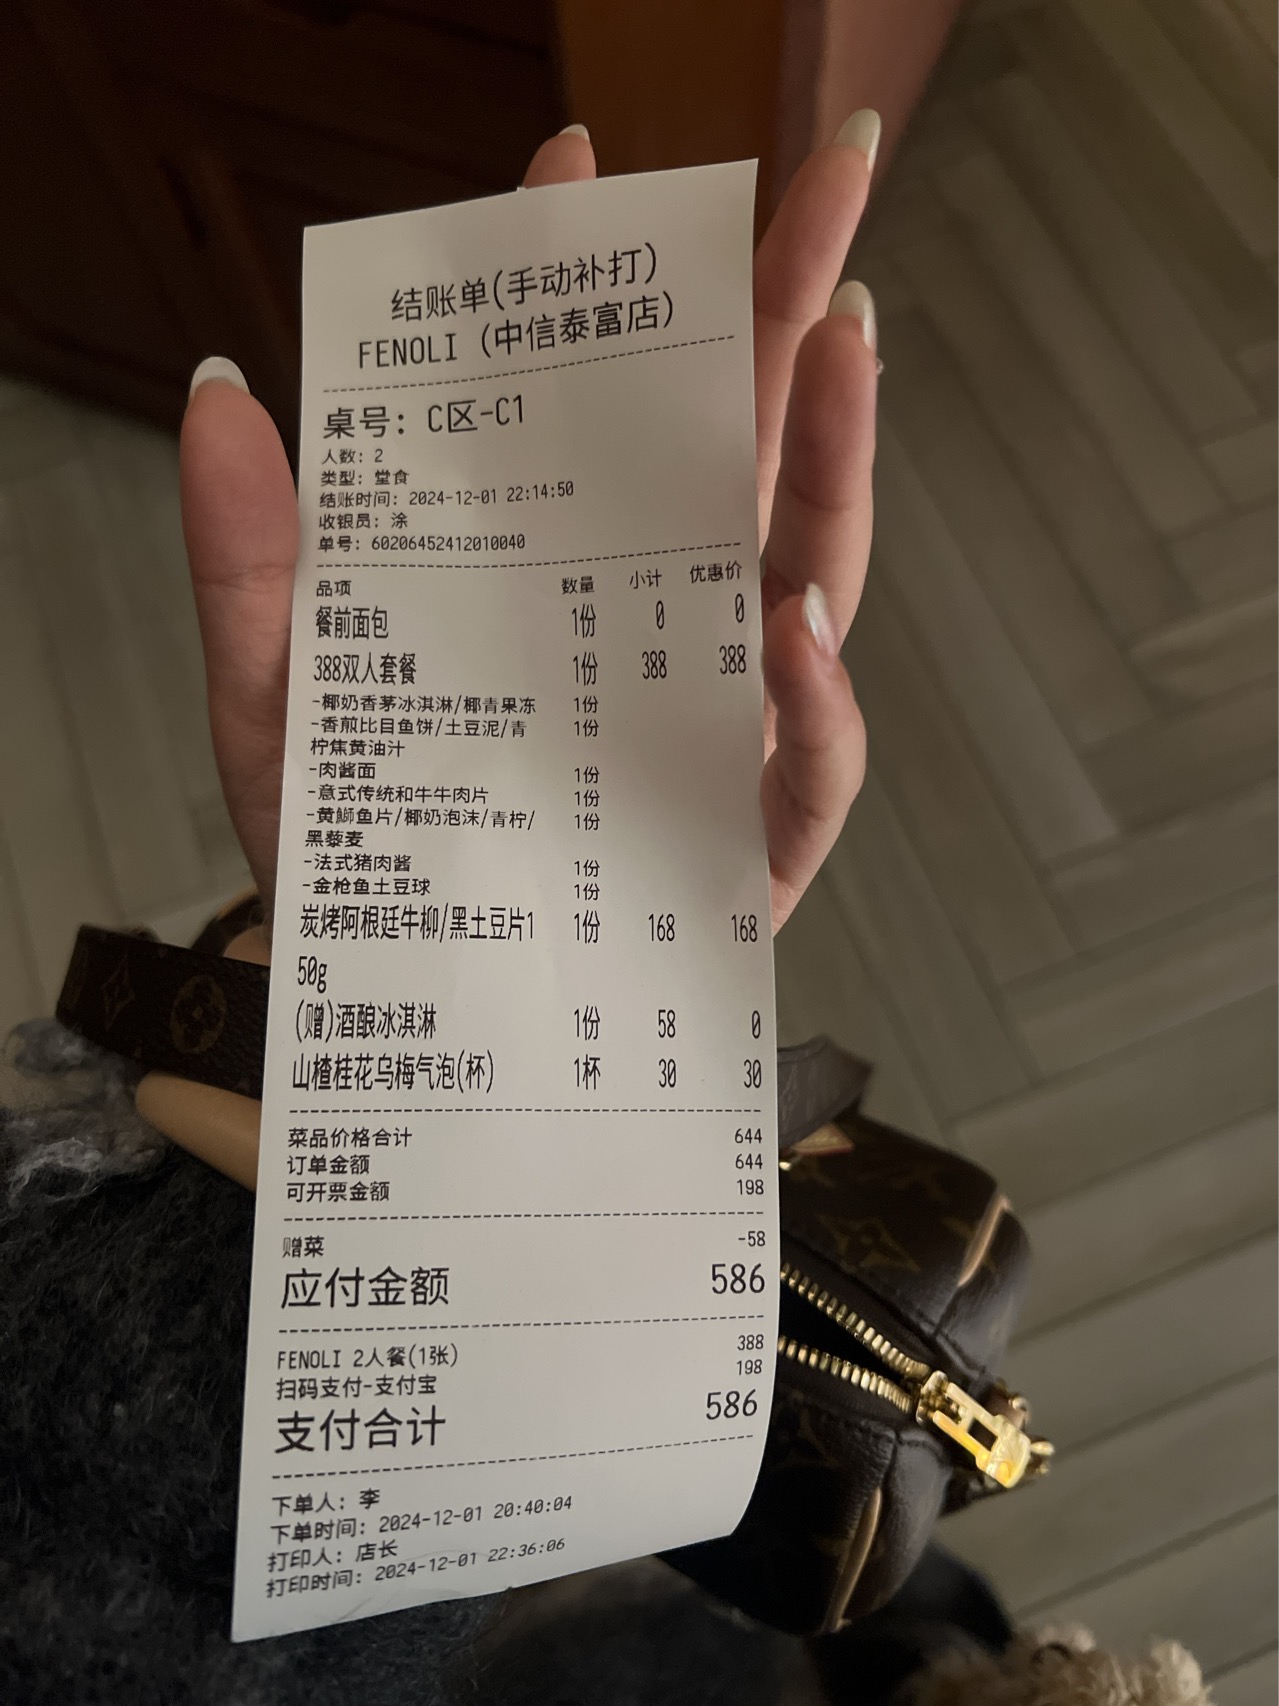 结账单(手动补打)
FENOLI (中信泰富店)
桌号: C区-C1
人数: 2
类型: 堂食
结账时间: 2024-12-01 22:14:50
收银员: 涂
单号: 60206452412010040
品项 数量 小计 优惠价
餐前面包 1份 0 0
388双人套餐 1份 388 388
-椰奶香茅冰淇淋/椰青果冻 1份
-香煎比目鱼饼/土豆泥/青 1份
柠焦黄油汁
-肉酱面 1份
-意式传统和牛牛肉片 1份
-黄鰤鱼片/椰奶泡沫/青柠/ 1份
黑藜麦
-法式猪肉酱 1份
-金枪鱼土豆球 1份
炭烤阿根廷牛柳/黑土豆片1 1份 168 168
50g
(赠)酒酿冰淇淋 1份 58 0
山楂桂花乌梅气泡(杯) 1杯 30 30
菜品价格合计 644
订单金额 644
可开票金额 198
赠菜 -58
应付金额 586
FENOLI 2人餐(1张) 388
扫码支付-支付宝 198
支付合计 586
下单人: 李
下单时间: 2024-12-01 20:40:04
打印人: 店长
打印时间: 2024-12-01 22:36:06